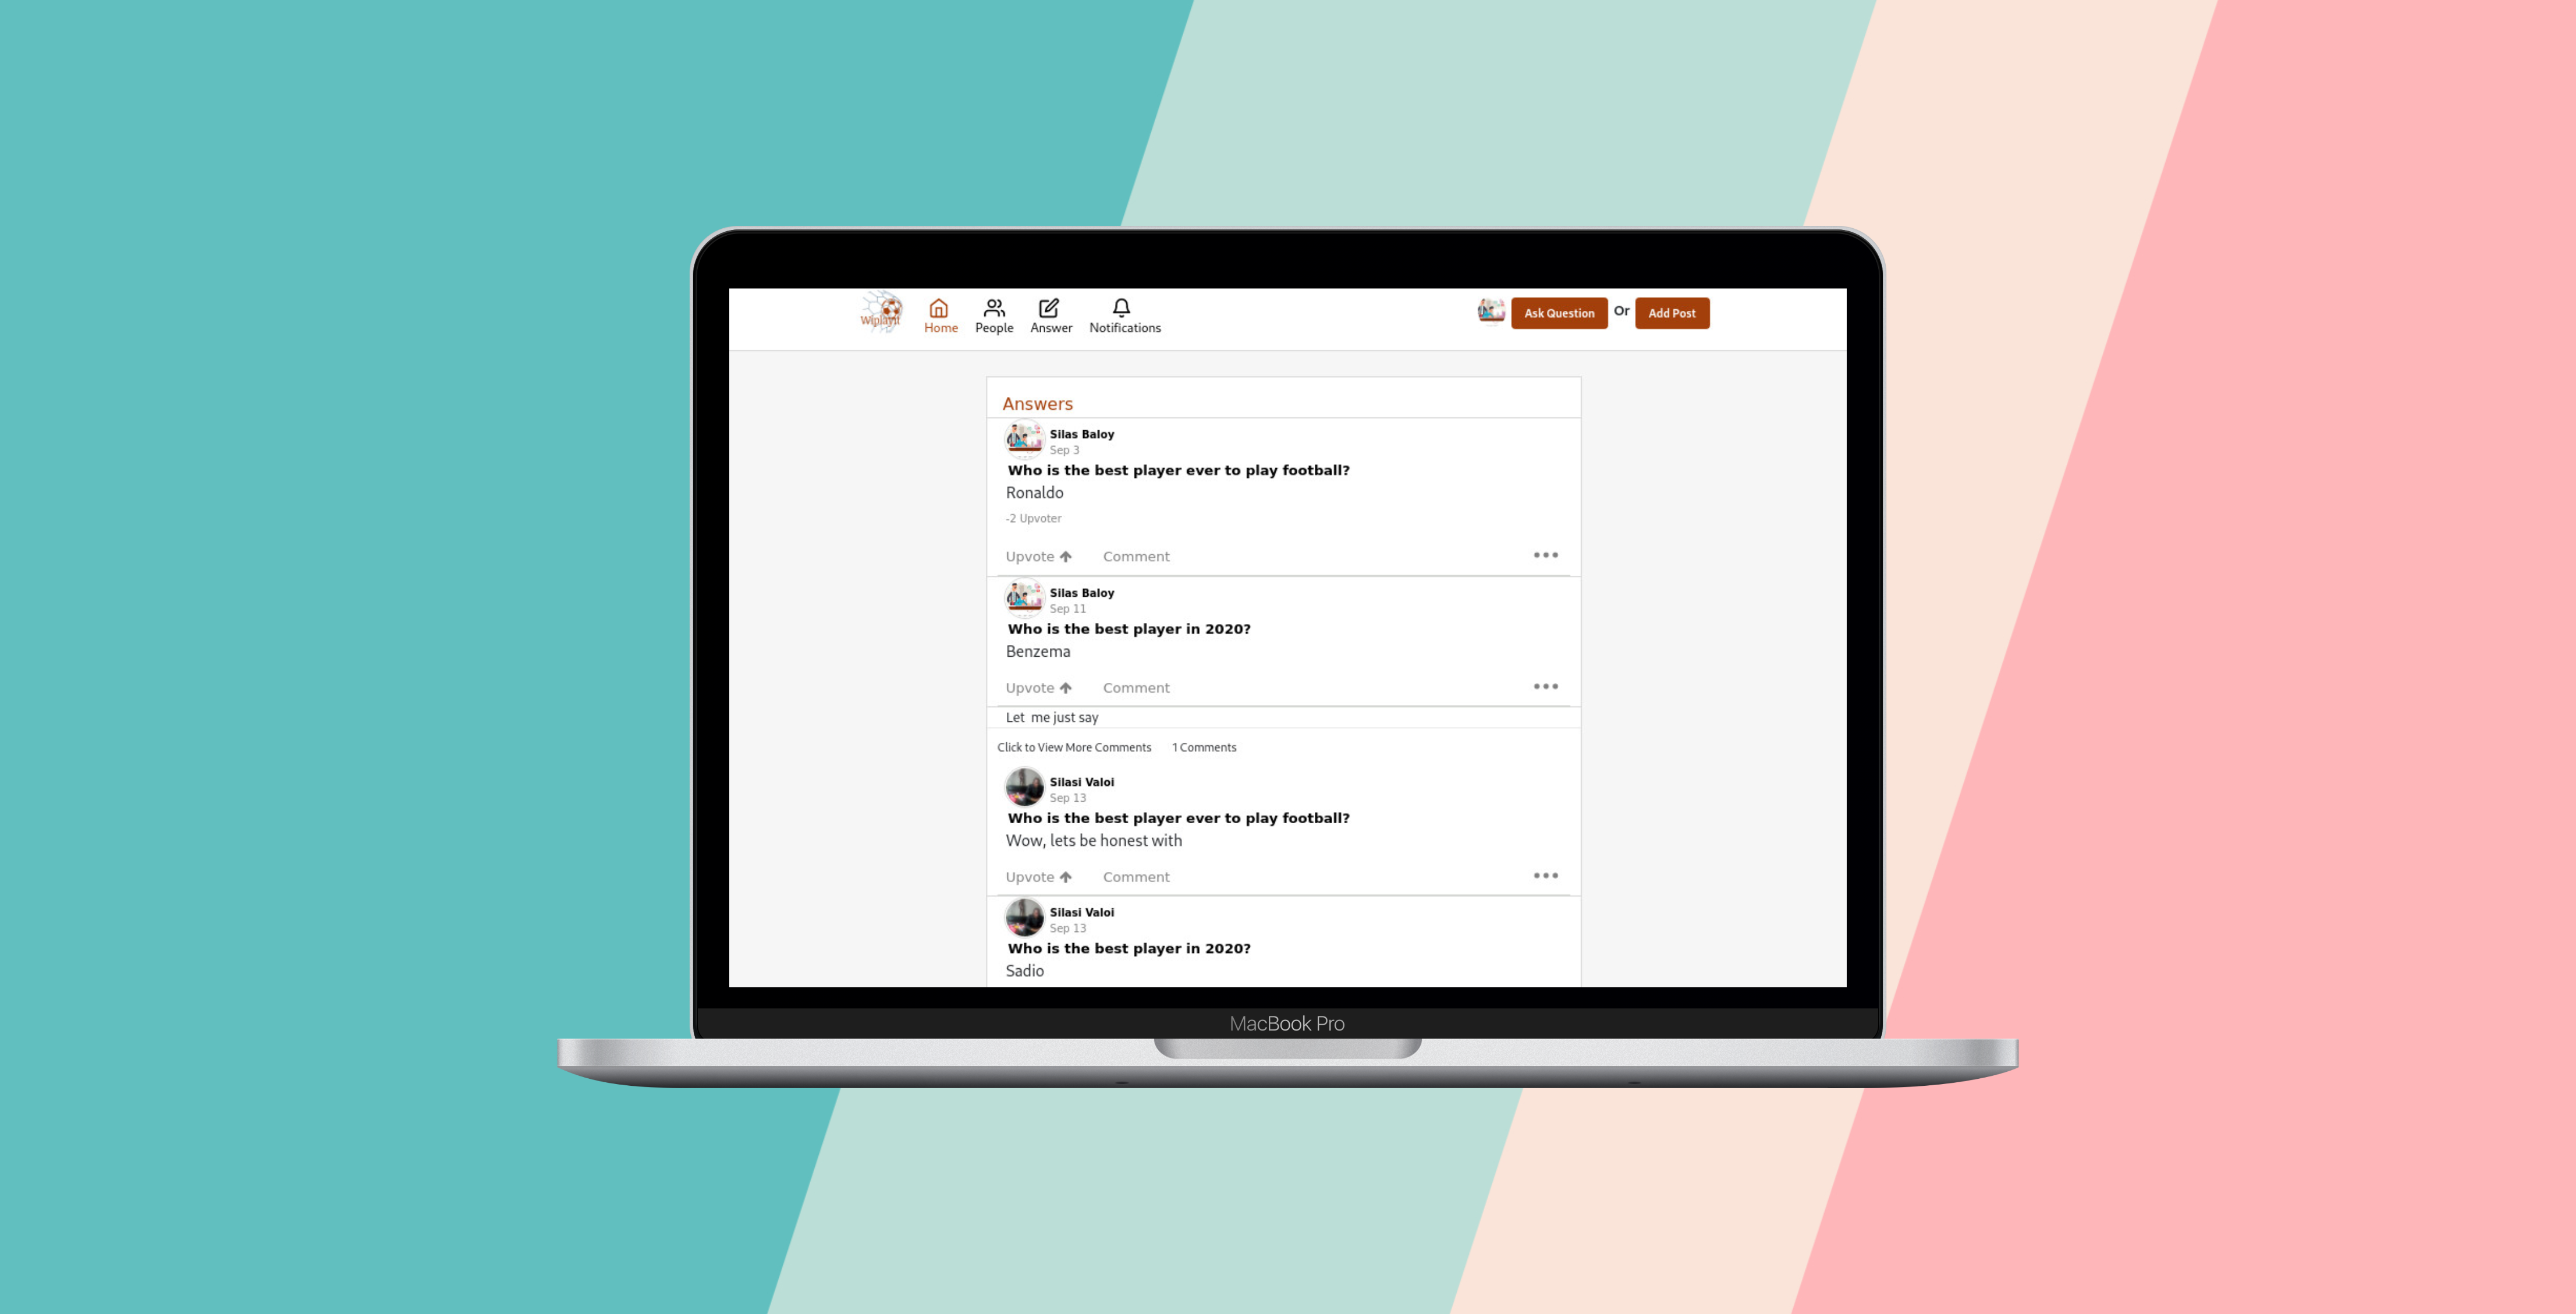 Wiplayit
Home
People
Answer
Notifications
Ask Question
Or
Add Post
Answers
Silas Baloy
Sep 3
Who is the best player ever to play football?
Ronaldo
-2 Upvoter
Upvote Comment
Silas Baloy
Sep 11
Who is the best player in 2020?
Benzema
Upvote Comment
Let me just say
Click to View More Comments 1 Comments
Silasi Valoi
Sep 13
Who is the best player ever to play football?
Wow, lets be honest with
Upvote Comment
Silasi Valoi
Sep 13
Who is the best player in 2020?
Sadio
MacBook Pro